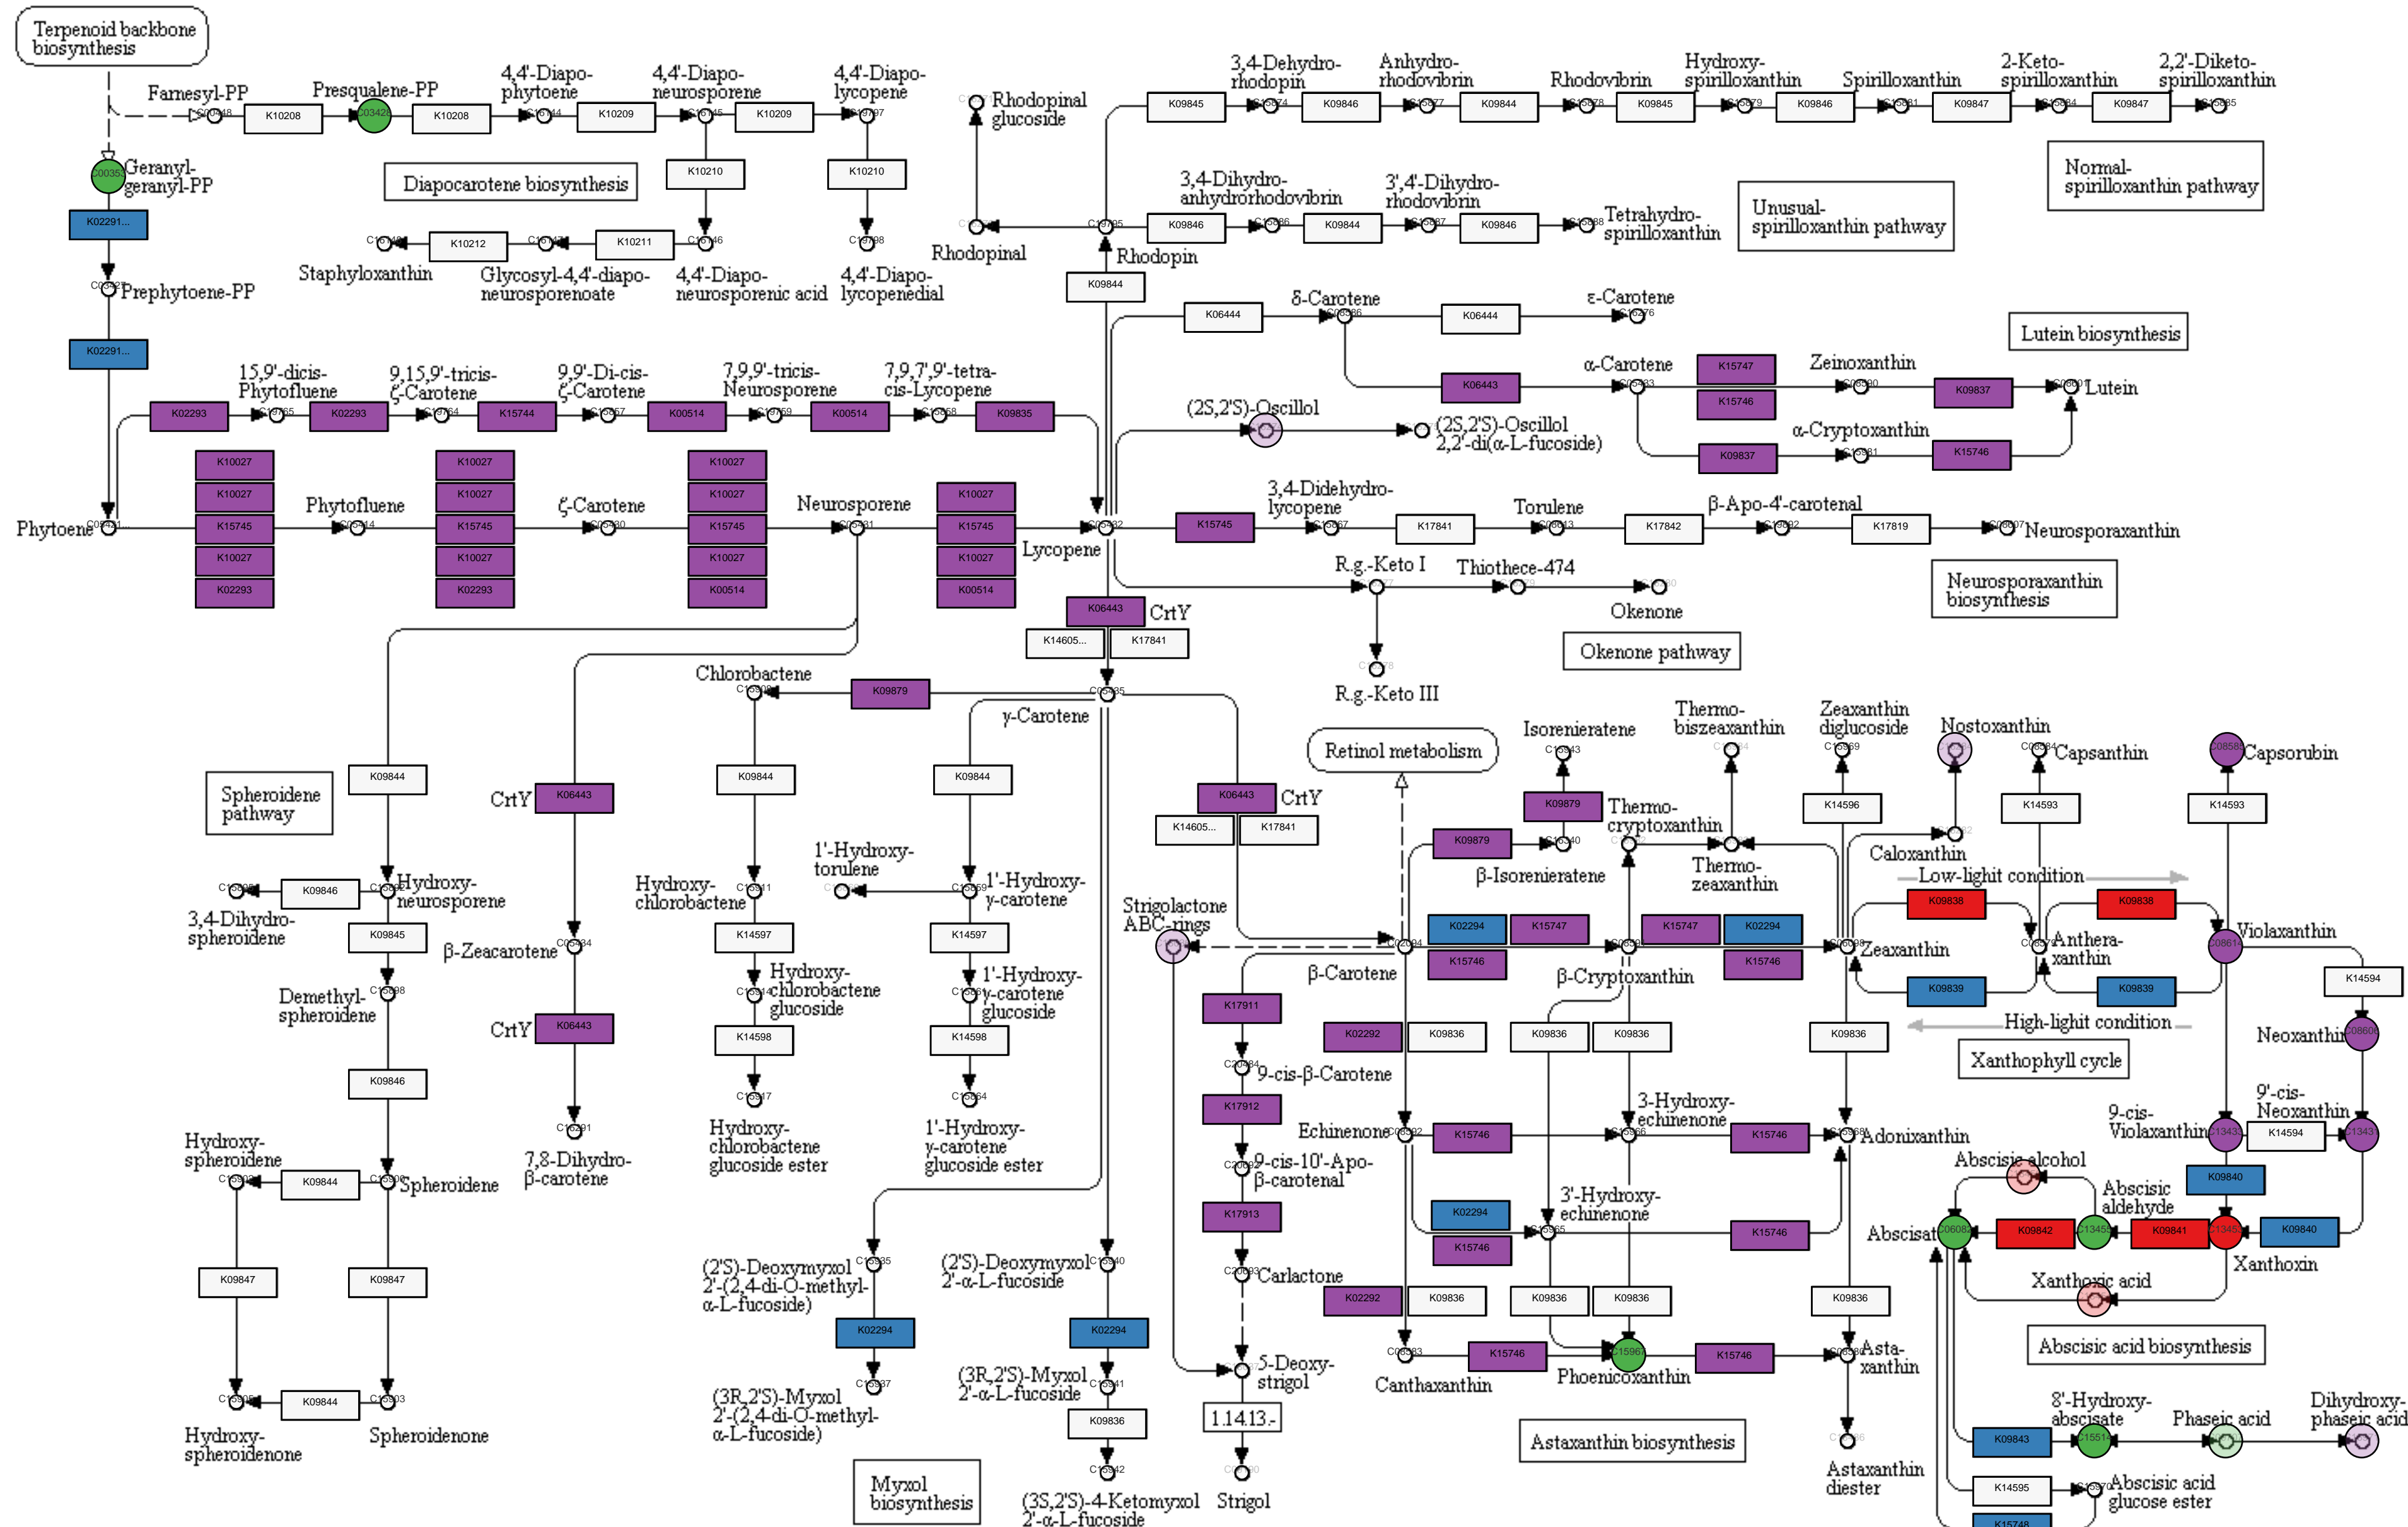 Terpenoid backbone
biosynthesis
Farnesyl-PP
K10208
Presqualene-PP
C03428
K10208
4,4'-Diapo-
phytoene
K10209
4,4'-Diapo-
neurosporene
K10209
4,4'-Diapo-
lycopene
Geranyl-
geranyl-PP
C00353
Diapocarotene biosynthesis
K10210
K10210
K02291...
K10212
K10211
Staphyloxanthin
Glycosyl-4,4'-diapo-
neurosporenoate
4,4'-Diapo-
neurosporenic acid
4,4'-Diapo-
lycopenedial
Prephytoene-PP
K02291...
Rhodopinal
glucoside
K09845
3,4-Dehydro-
rhodopin
K09846
Anhydro-
rhodovibrin
K09844
Rhodovibrin
K09845
Hydroxy-
spirilloxanthin
K09846
Spirilloxanthin
K09847
2-Keto-
spirilloxanthin
K09847
2,2'-Diketo-
spirilloxanthin
Normal-
spirilloxanthin pathway
Unusual-
spirilloxanthin pathway
Rhodopinal
Rhodopin
K09846
3,4-Dihydro-
anhydrorhodovibrin
K09844
3',4'-Dihydro-
rhodovibrin
K09846
Tetrahydro-
spirilloxanthin
K09844
K06444
δ-Carotene
K06444
ε-Carotene
Lutein biosynthesis
K06443
α-Carotene
K15747
K15746
Zeinoxanthin
K09837
Lutein
K09837
α-Cryptoxanthin
K15746
(2S,2'S)-Oscillol
(2S,2'S)-Oscillol
2,2'-di(α-L-fucoside)
K02293
15,9'-dicis-
Phytofluene
K02293
9,15,9'-tricis-
ζ-Carotene
K15744
9,9'-Di-cis-
ζ-Carotene
K00514
7,9,9'-tricis-
Neurosporene
K00514
7,9,7',9'-tetra-
cis-Lycopene
K09835
K10027
K10027
K15745
K10027
K02293
K10027
K10027
K15745
K10027
K02293
K10027
K10027
K15745
K10027
K00514
K10027
K15745
K10027
K00514
Phytoene
Phytofluene
ζ-Carotene
Neurosporene
Lycopene
K15745
3,4-Didehydro-
lycopene
K17841
Torulene
K17842
β-Apo-4'-carotenal
K17819
Neurosporaxanthin
Neurosporaxanthin
biosynthesis
R.g.-Keto I
Thiothece-474
Okenone
R.g.-Keto III
Okenone pathway
K06443
CrtY
K14605...
K17841
Chlorobactene
K09879
γ-Carotene
Spheroidene
pathway
K09844
CrtY
K06443
K09844
K09844
K06443
CrtY
K14605...
K17841
Retinol metabolism
Isorenieratene
K09879
K09879
β-Isorenieratene
Thermo-
biszeaxanthin
Thermo-
cryptoxanthin
Thermo-
zeaxanthin
Zeaxanthin
diglucoside
K14596
Nostoxanthin
Caloxanthin
Capsanthin
K14593
C08585
Capsorubin
K14593
K09846
Hydroxy-
neurosporene
3,4-Dihydro-
spheroidene
K09845
Demethyl-
spheroidene
K09846
β-Zeacarotene
CrtY
K06443
7,8-Dihydro-
β-carotene
Hydroxy-
chlorobactene
K14597
Hydroxy-
chlorobactene
glucoside
K14598
Hydroxy-
chlorobactene
glucoside ester
1'-Hydroxy-
torulene
1'-Hydroxy-
γ-carotene
K14597
1'-Hydroxy-
γ-carotene
glucoside
K14598
1'-Hydroxy-
γ-carotene
glucoside ester
Strigolactone
ABC-rings
β-Carotene
K02294
K15747
K15746
β-Cryptoxanthin
K15747
K02294
K15746
Zeaxanthin
Low-lighit condition
K09838
K09838
Anthera-
xanthin
Violaxanthin
C08614
K09839
K09839
High-lighit condition
Xanthophyll cycle
K14594
Neoxanthin
C08606
K17911
9-cis-β-Carotene
K17912
9-cis-10'-Apo-
β-carotenal
K17913
Carlactone
5-Deoxy-
strigol
1.14.13.-
Strigol
K02292
K09836
K09836
K09836
K09836
Echinenone
K15746
3-Hydroxy-
echinenone
K15746
Adonixanthin
K02294
K15746
3'-Hydroxy-
echinenone
K15746
K02292
K09836
K09836
K09836
K09836
Canthaxanthin
K15746
C15967
Phoenicoxanthin
K15746
Asta-
xanthin
Astaxanthin
diester
Astaxanthin biosynthesis
9-cis-
Violaxanthin
C13433
K14594
9'-cis-
Neoxanthin
C13431
K09840
K09840
Abscisic alcohol
Abscisic
aldehyde
Abscisate
C06082
K09842
C13455
K09841
C13453
Xanthoxin
Xanthoxic acid
Abscisic acid biosynthesis
K09843
8'-Hydroxy-
abscisate
C15514
Phaseic acid
Dihydroxy-
phaseic acid
K14595
Abscisic acid
glucose ester
K15748
Hydroxy-
spheroidene
K09844
Spheroidene
K09847
K09847
K09844
Hydroxy-
spheroidenone
Spheroidenone
(2'S)-Deoxymyxol
2'-(2,4-di-O-methyl-
α-L-fucoside)
K02294
(3R,2'S)-Myxol
2'-(2,4-di-O-methyl-
α-L-fucoside)
(2'S)-Deoxymyxol
2'-α-L-fucoside
K02294
(3R,2'S)-Myxol
2'-α-L-fucoside
K09836
(3S,2'S)-4-Ketomyxol
2'-α-L-fucoside
Myxol
biosynthesis